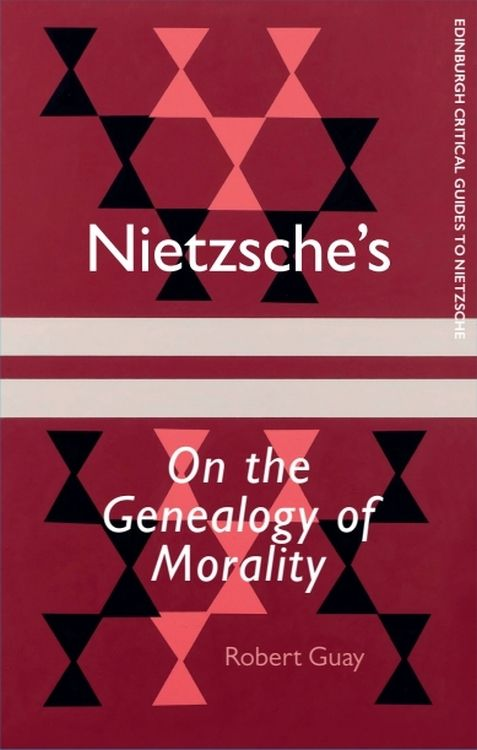 EDINBURGH CRITICAL GUIDES TO NIETZSCHE
Nietzsche's
On the
Genealogy of
Morality
Robert Guay